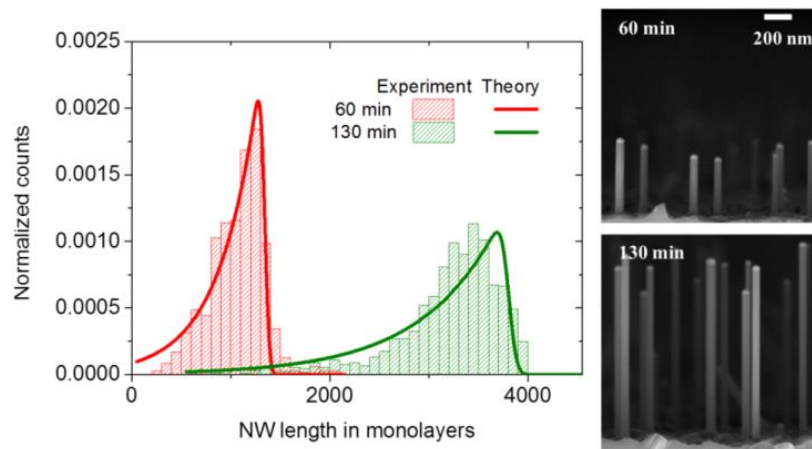 0.0025
0.0020
0.0015
0.0010
0.0005
0.0000
Normalized counts
Experiment Theory
60 min
130 min
0 2000 4000
NW length in monolayers
60 min
200 nm
130 min